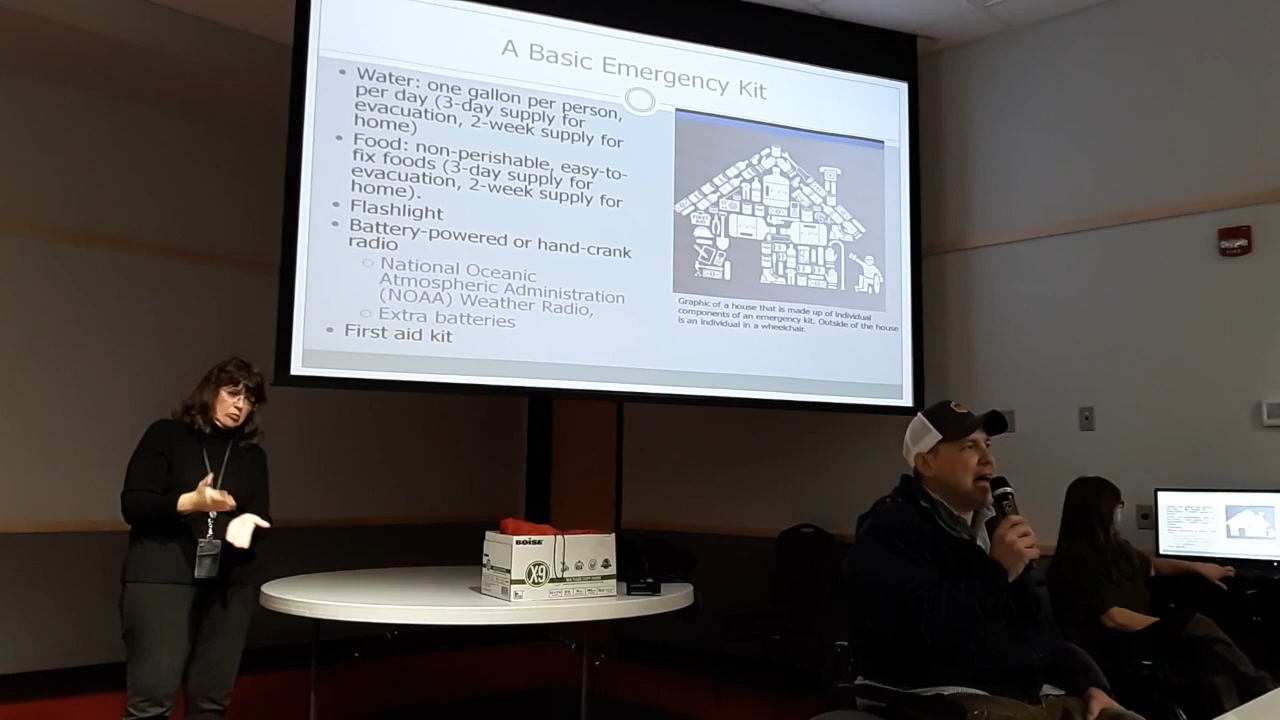 A Basic Emergency Kit
• Water: one gallon per person,
per day (3-day supply for
evacuation, 2-week supply for
home)
• Food: non-perishable, easy-to-
fix foods (3-day supply for
evacuation, 2-week supply for
home).
• Flashlight
• Battery-powered or hand-crank
radio
○ National Oceanic
Atmospheric Administration
(NOAA) Weather Radio,
○ Extra batteries
• First aid kit
FIRST
Graphic of a house that is made up of individual
components of an emergency kit. Outside of the house
is an individual in a wheelchair.
BOISE
X9